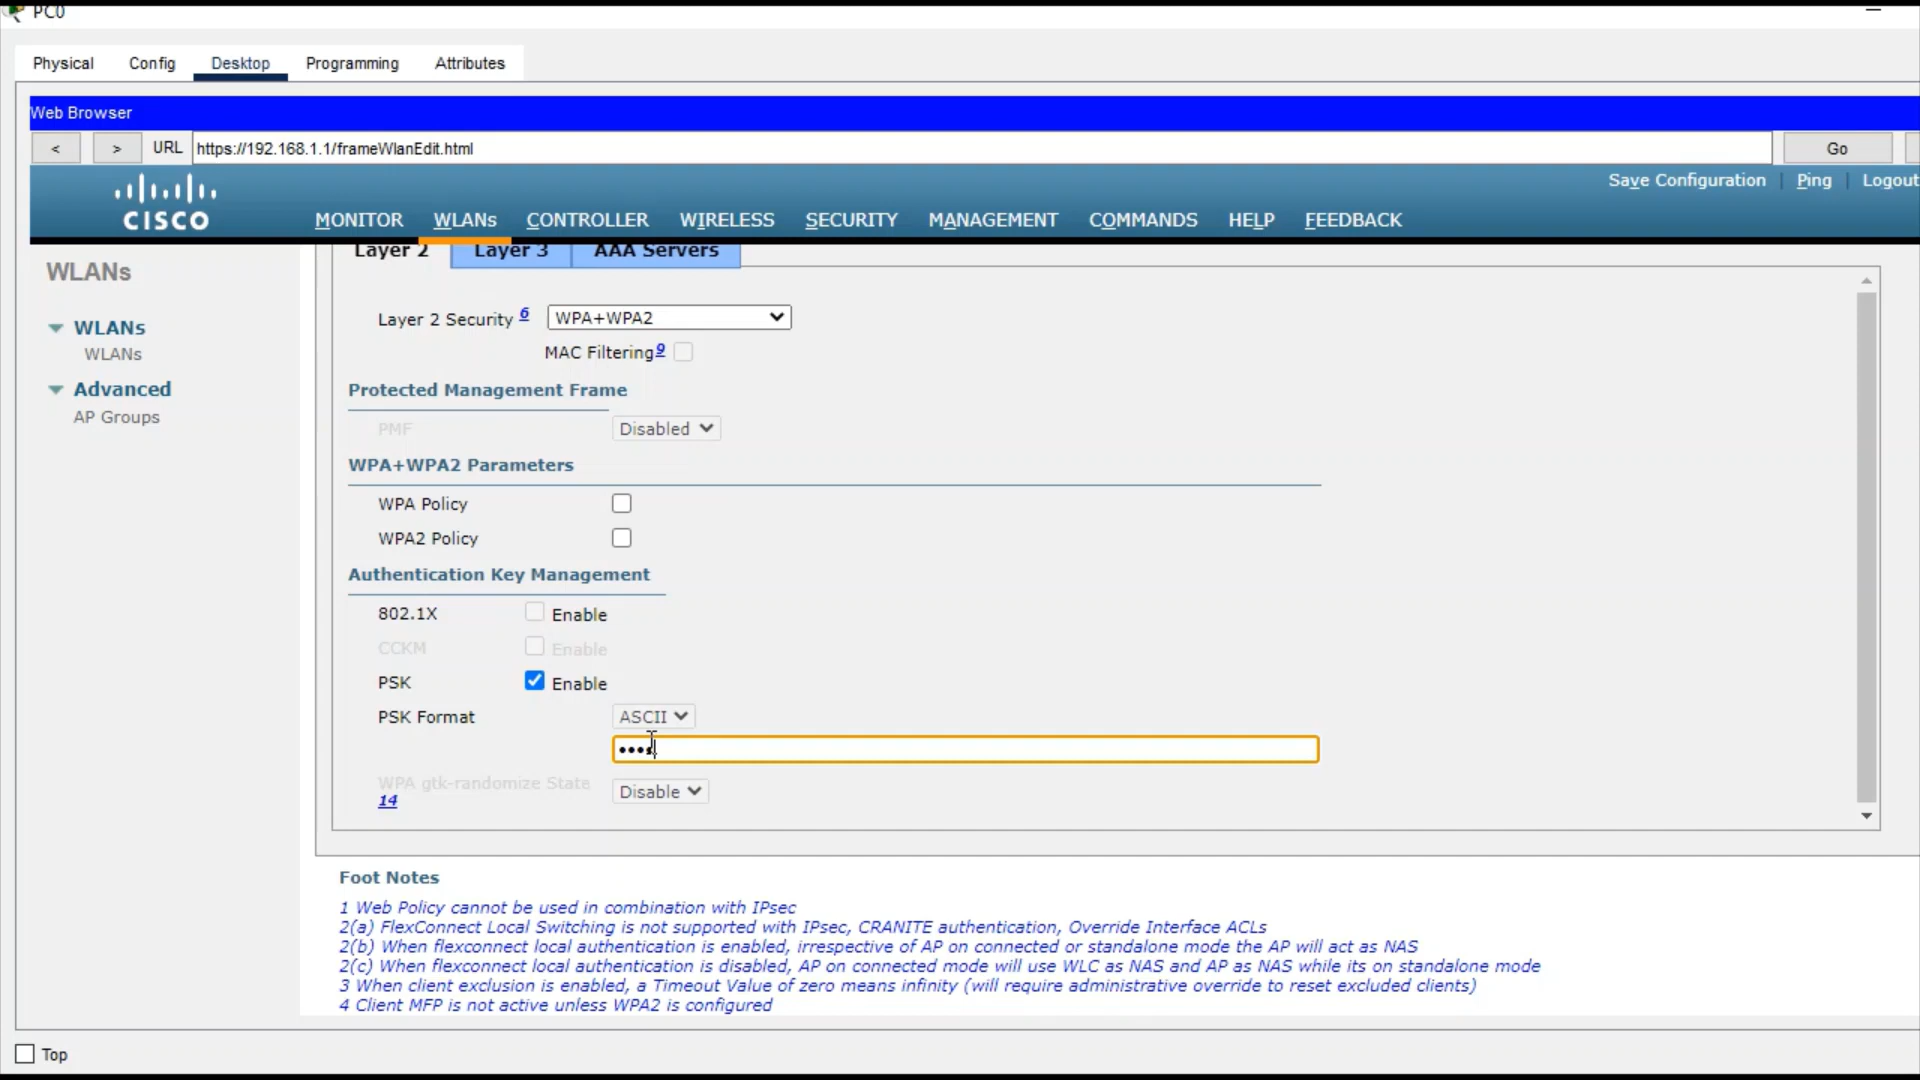 PC0
Physical Config Desktop Programming Attributes
Web Browser
< > URL https://192.168.1.1/frameWlanEdit.html Go
Save Configuration Ping Logout
CISCO MONITOR WLANs CONTROLLER WIRELESS SECURITY MANAGEMENT COMMANDS HELP FEEDBACK
WLANs
WLANs
WLANs
Advanced
AP Groups
Layer 2 Layer 3 AAA Servers
Layer 2 Security 6 WPA+WPA2
MAC Filtering9
Protected Management Frame
PMF Disabled
WPA+WPA2 Parameters
WPA Policy
WPA2 Policy
Authentication Key Management
802.1X Enable
CCKM Enable
PSK Enable
PSK Format ASCII
••••
WPA gtk-randomize State Disable
14
Foot Notes
1 Web Policy cannot be used in combination with IPsec
2(a) FlexConnect Local Switching is not supported with IPsec, CRANITE authentication, Override Interface ACLs
2(b) When flexconnect local authentication is enabled, irrespective of AP on connected or standalone mode the AP will act as NAS
2(c) When flexconnect local authentication is disabled, AP on connected mode will use WLC as NAS and AP as NAS while its on standalone mode
3 When client exclusion is enabled, a Timeout Value of zero means infinity (will require administrative override to reset excluded clients)
4 Client MFP is not active unless WPA2 is configured
Top